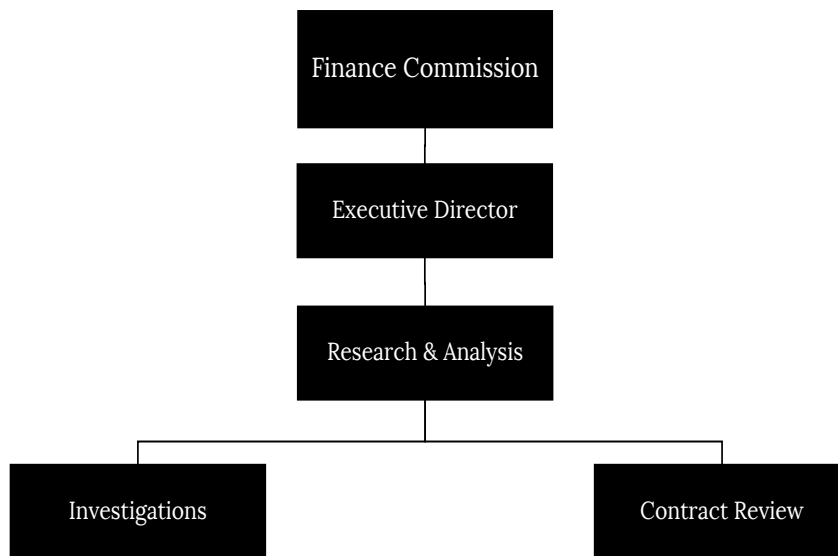 Finance Commission
Executive Director
Research & Analysis
Investigations
Contract Review